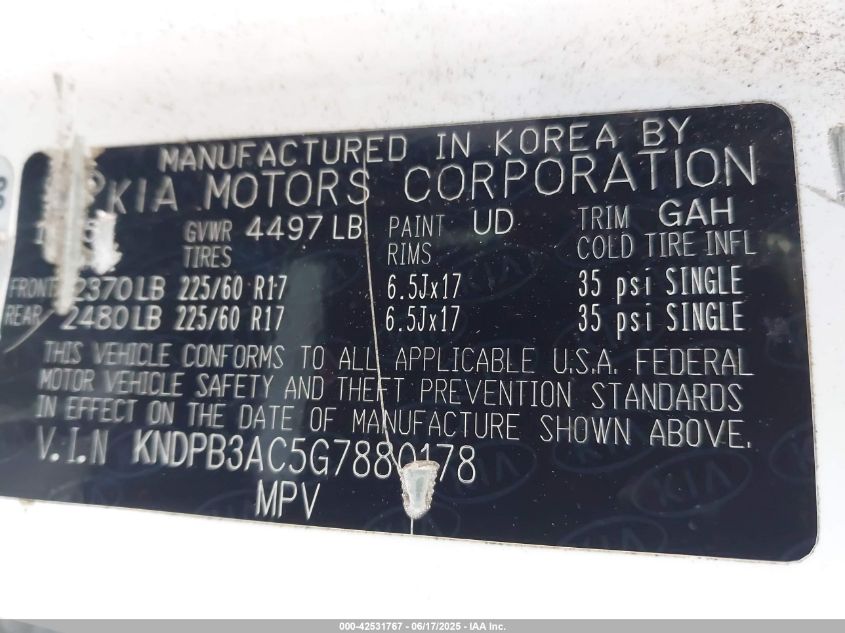 MANUFACTURED IN KOREA BY
KIA MOTORS CORPORATION
GVWR 4497 LB PAINT UD TRIM GAH
TIRES RIMS COLD TIRE INFL
FRONT 2370 LB 225/60 R17 6.5Jx17 35 psi SINGLE
REAR 2480 LB 225/60 R17 6.5Jx17 35 psi SINGLE
THIS VEHICLE CONFORMS TO ALL APPLICABLE U.S.A. FEDERAL
MOTOR VEHICLE SAFETY AND THEFT PREVENTION STANDARDS
IN EFFECT ON THE DATE OF MANUFACTURE SHOWN ABOVE.
V.I.N KNDPB3AC5G7880178
MPV
000-42531767 - 06/17/2025 - IAA Inc.